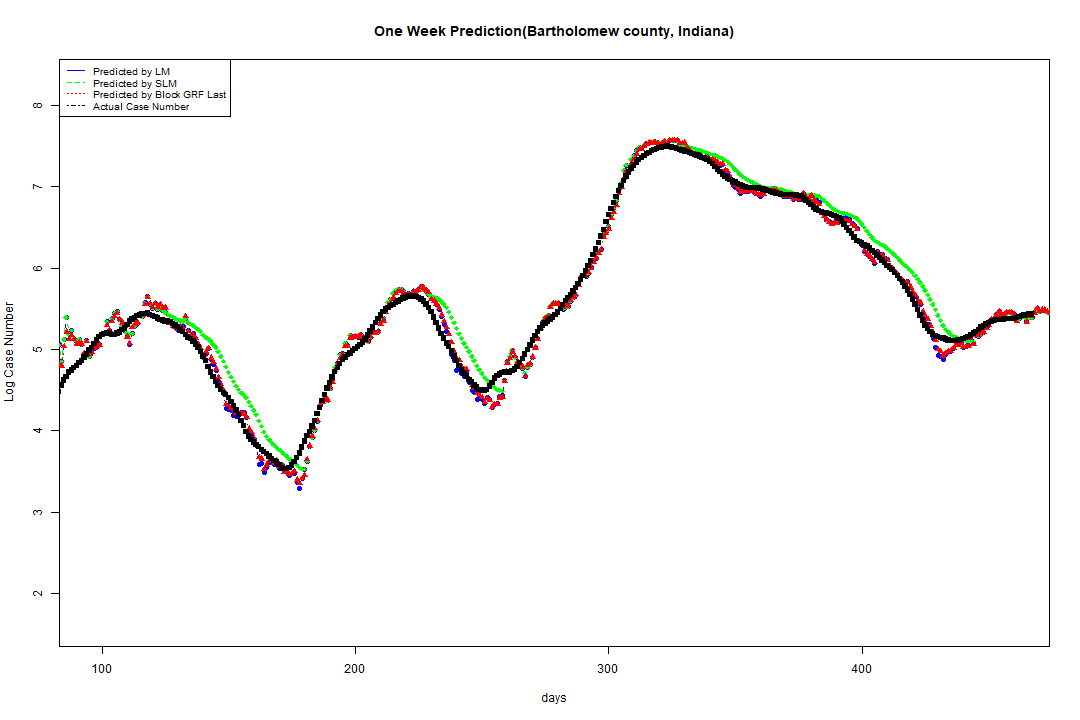 One Week Prediction(Bartholomew county, Indiana)
Predicted by LM
Predicted by SLM
Predicted by Block GRF Last
Actual Case Number
8
7
6
5
4
3
2
Log Case Number
100 200 300 400
days